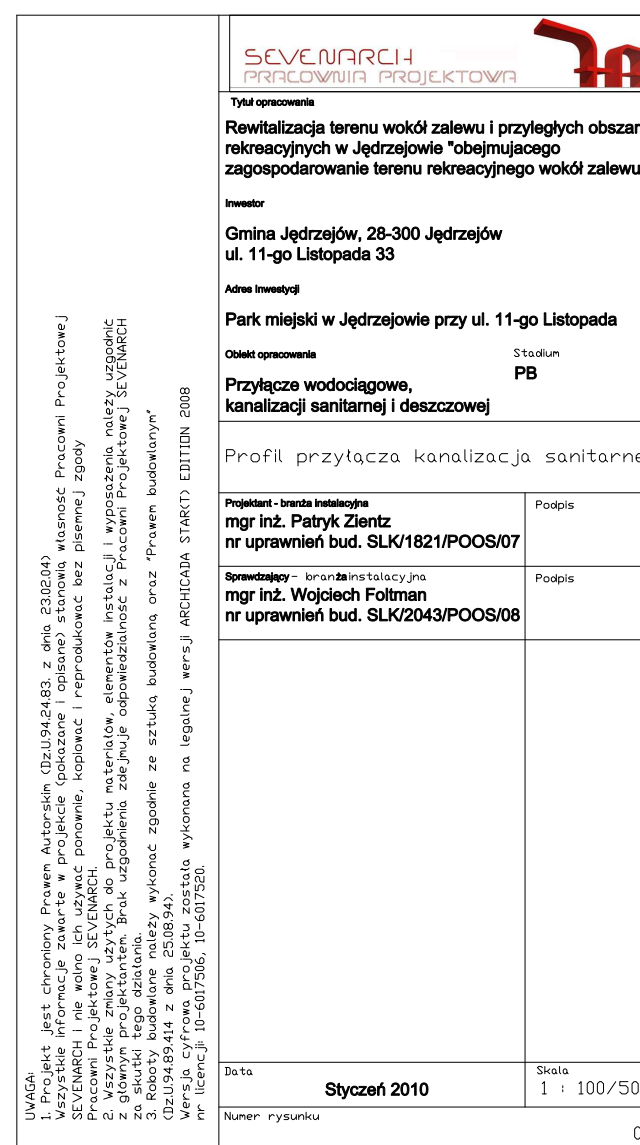 SEVENARCH
PRACOWNIA PROJEKTOWA
Tytuł opracowania
Rewitalizacja terenu wokół zalewu i przyległych obszar
rekreacyjnych w Jędrzejowie "obejmujacego
zagospodarowanie terenu rekreacyjnego wokół zalewu
Inwestor
Gmina Jędrzejów, 28-300 Jędrzejów
ul. 11-go Listopada 33
Adres Inwestycji
Park miejski w Jędrzejowie przy ul. 11-go Listopada
Obiekt opracowania
Stadium
PB
Przyłącze wodociągowe,
kanalizacji sanitarnej i deszczowej
Profil przyłącza kanalizacja sanitarne
Projektant - branża instalacyjna
Podpis
mgr inż. Patryk Zientz
nr uprawnień bud. SLK/1821/POOS/07
Sprawdzający - branża instalacyjna
Podpis
mgr inż. Wojciech Foltman
nr uprawnień bud. SLK/2043/POOS/08
Data
Styczeń 2010
Skala
1 : 100/50
Numer rysunku
UWAGA:
1. Projekt jest chroniony Prawem Autorskim (Dz.U.94.24.83. z dnia 23.02.04)
Wszystkie informacje zawarte w projekcie (pokazane i opisane) stanowią własność Pracowni Projektowej
SEVENARCH i nie wolno ich używać ponownie, kopiować i reprodukować bez pisemnej zgody
Pracowni Projektowej SEVENARCH.
2. Wszystkie zmiany użytych do projektu materiałów, elementów instalacji i wyposażenia należy uzgodnić
z głównym projektantem. Brak uzgodnienia zdejmuje odpowiedzialność z Pracowni Projektowej SEVENARCH
za skutki tego działania.
3. Roboty budowlane należy wykonać zgodnie ze sztuką budowlaną oraz "Prawem budowlanym"
(Dz.U.94.89.414 z dnia 25.08.94).
Wersja cyfrowa projektu została wykonana na legalnej wersji ARCHICADA STAR(T) EDITION 2008
nr licencji: 10-6017506, 10-6017520.